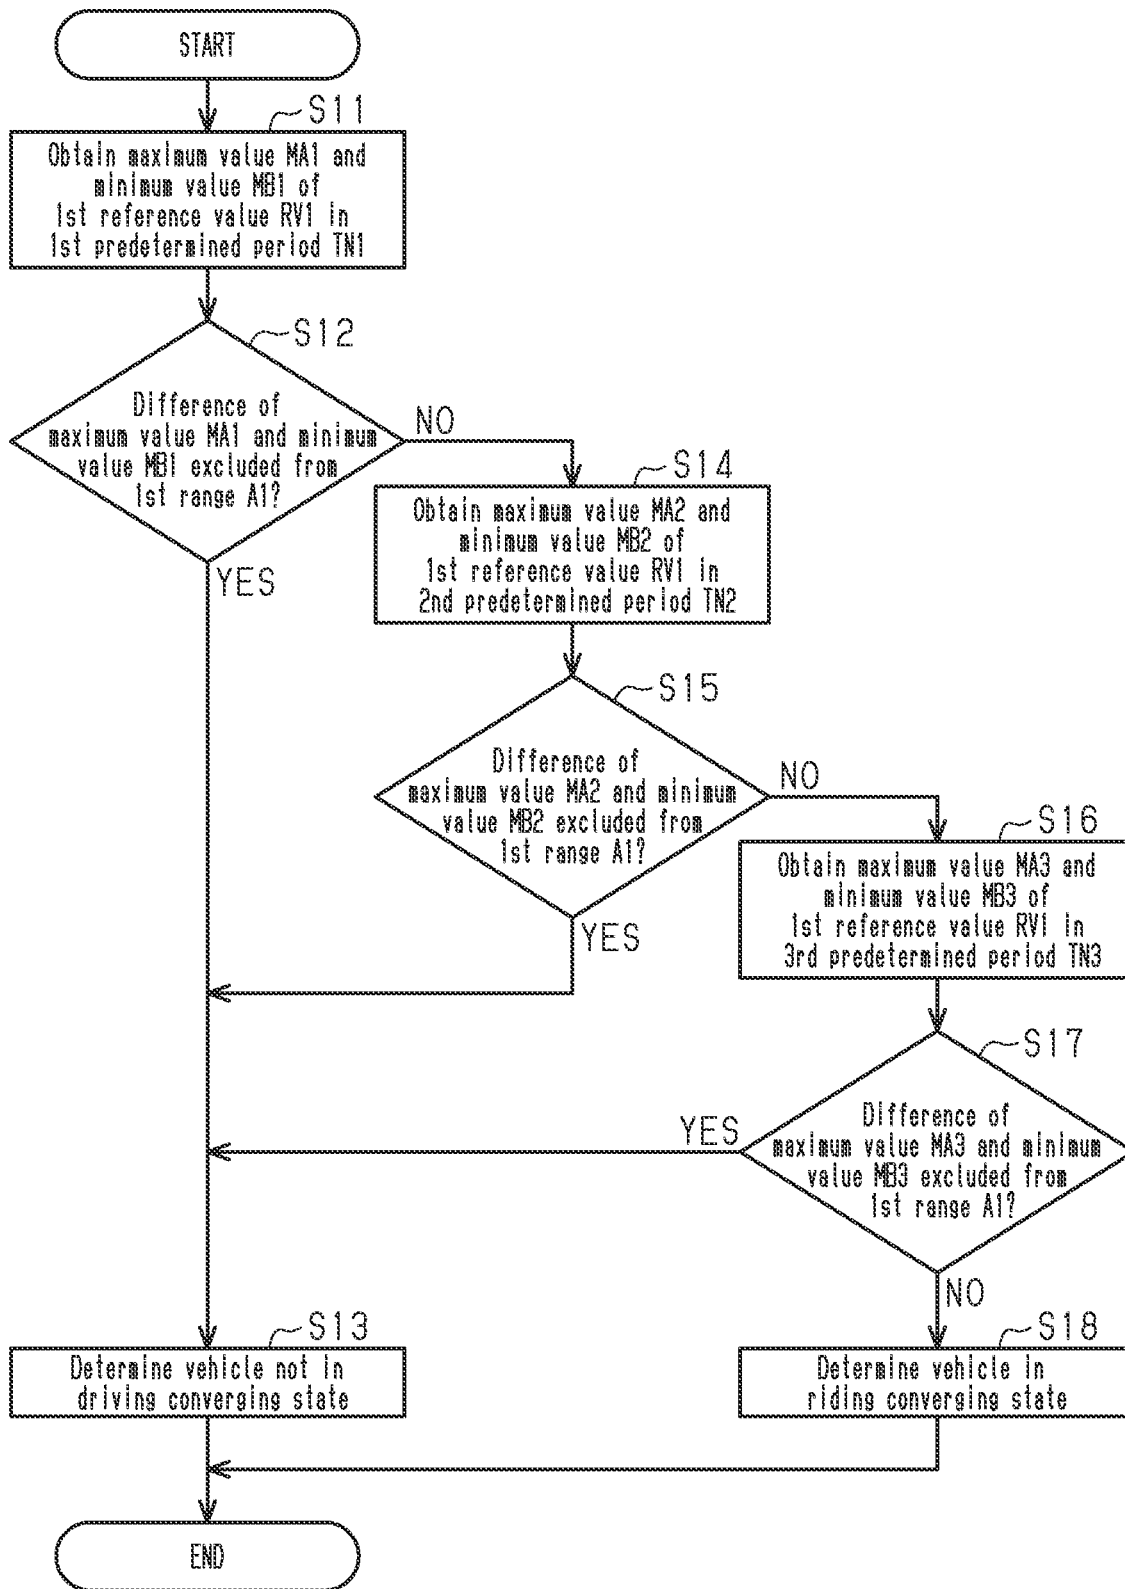 START
S11
Obtain maximum value MA1 and
minimum value MB1 of
1st reference value RV1 in
1st predetermined period TN1
S12
Difference of
maximum value MA1 and minimum
value MB1 excluded from
1st range A1?
NO
YES
S14
Obtain maximum value MA2 and
minimum value MB2 of
1st reference value RV1 in
2nd predetermined period TN2
S15
Difference of
maximum value MA2 and minimum
value MB2 excluded from
1st range A1?
NO
YES
S16
Obtain maximum value MA3 and
minimum value MB3 of
1st reference value RV1 in
3rd predetermined period TN3
S17
Difference of
maximum value MA3 and minimum
value MB3 excluded from
1st range A1?
YES
NO
S13
Determine vehicle not in
driving converging state
S18
Determine vehicle in
riding converging state
END